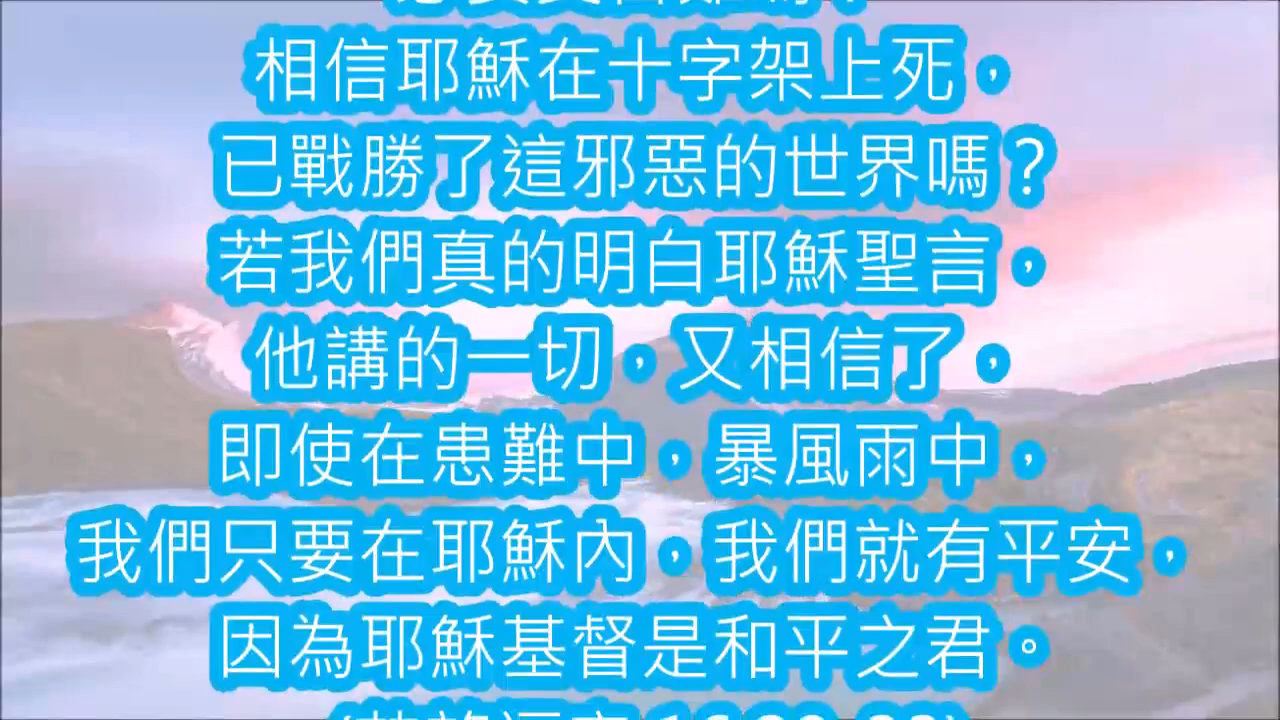 相信耶穌在十字架上死，
已戰勝了這邪惡的世界嗎？
若我們真的明白耶穌聖言，
他講的一切，又相信了，
即使在患難中，暴風雨中，
我們只要在耶穌內，我們就有平安，
因為耶穌基督是和平之君。